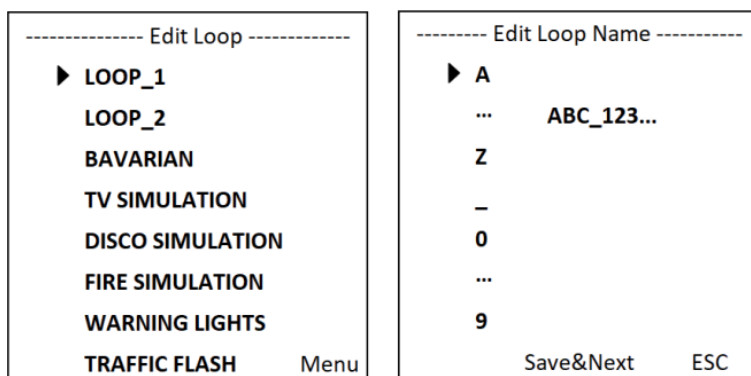 --------------- Edit Loop -------------
LOOP_1
LOOP_2
BAVARIAN
TV SIMULATION
DISCO SIMULATION
FIRE SIMULATION
WARNING LIGHTS
TRAFFIC FLASH Menu
--------- Edit Loop Name -----------
A
... ABC_123...
Z
_
0
...
9
Save&Next ESC